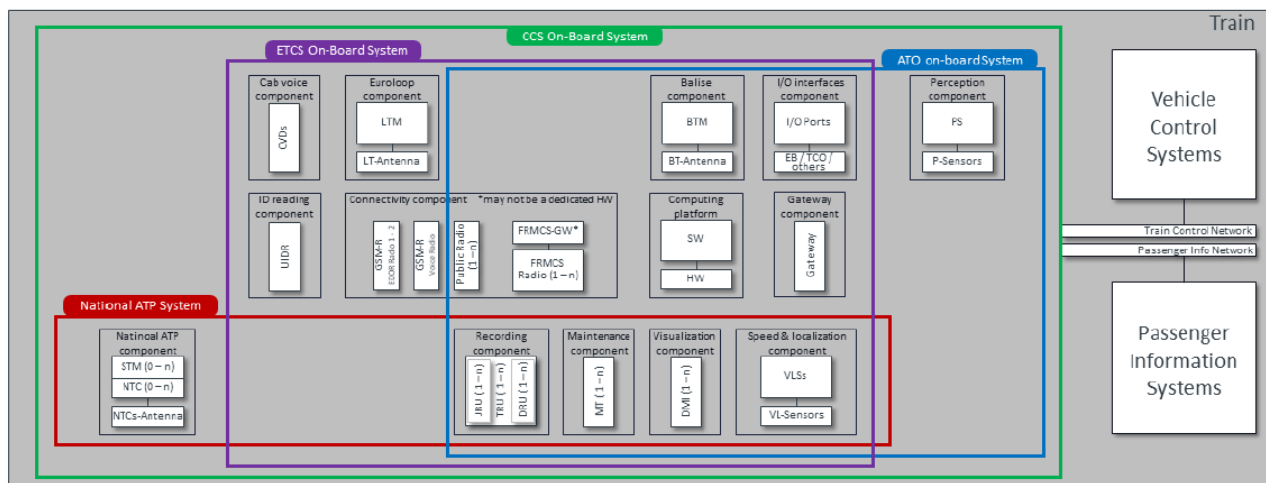 Train
CCS On-Board System
ETCS On-Board System
ATO on-board System
Cab voice
component
CVDs
Euroloop
component
LTM
LT-Antenna
Balise
component
BTM
BT-Antenna
I/O interfaces
component
I/O Ports
EB / TCO /
others
Perception
component
PS
P-Sensors
Vehicle
Control
Systems
ID reading
component
UIDR
Connectivity component *may not be a dedicated HW
GSM-R
EDOR Radio 1 - 2
GSM-R
Voice Radio
Public Radio
(1 – n)
FRMCS-GW*
FRMCS
Radio (1 – n)
Computing
platform
SW
HW
Gateway
component
Gateway
Train Control Network
Passenger Info Network
National ATP System
Natinoal ATP
component
STM (0 – n)
NTC (0 – n)
NTCs-Antenna
Recording
component
JRU (1 – n)
TRU (1 – n)
DRU (1 – n)
Maintenance
component
MT (1 – n)
Visualization
component
DMI (1 – n)
Speed & localization
component
VLSs
VL-Sensors
Passenger
Information
Systems